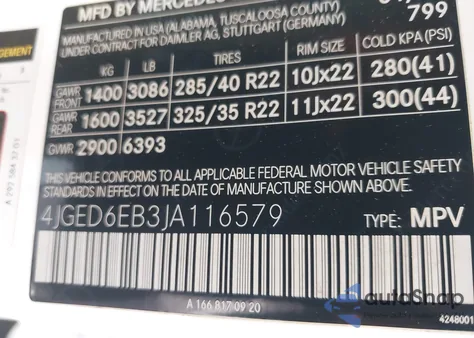 MFD BY MERCEDES
799
MANUFACTURED IN USA (ALABAMA, TUSCALOOSA COUNTY)
UNDER CONTRACT FOR DAIMLER AG, STUTTGART (GERMANY)
KG LB TIRES RIM SIZE COLD KPA (PSI)
GAWR FRONT 1400 3086 285/40 R22 10Jx22 280(41)
GAWR REAR 1600 3527 325/35 R22 11Jx22 300(44)
GVWR 2900 6393
THIS VEHICLE CONFORMS TO ALL APPLICABLE FEDERAL MOTOR VEHICLE SAFETY
STANDARDS IN EFFECT ON THE DATE OF MANUFACTURE SHOWN ABOVE.
4JGED6EB3JA116579 TYPE: MPV
A 166 817 09 20
4248001
A 292 584 37 01
autoShop